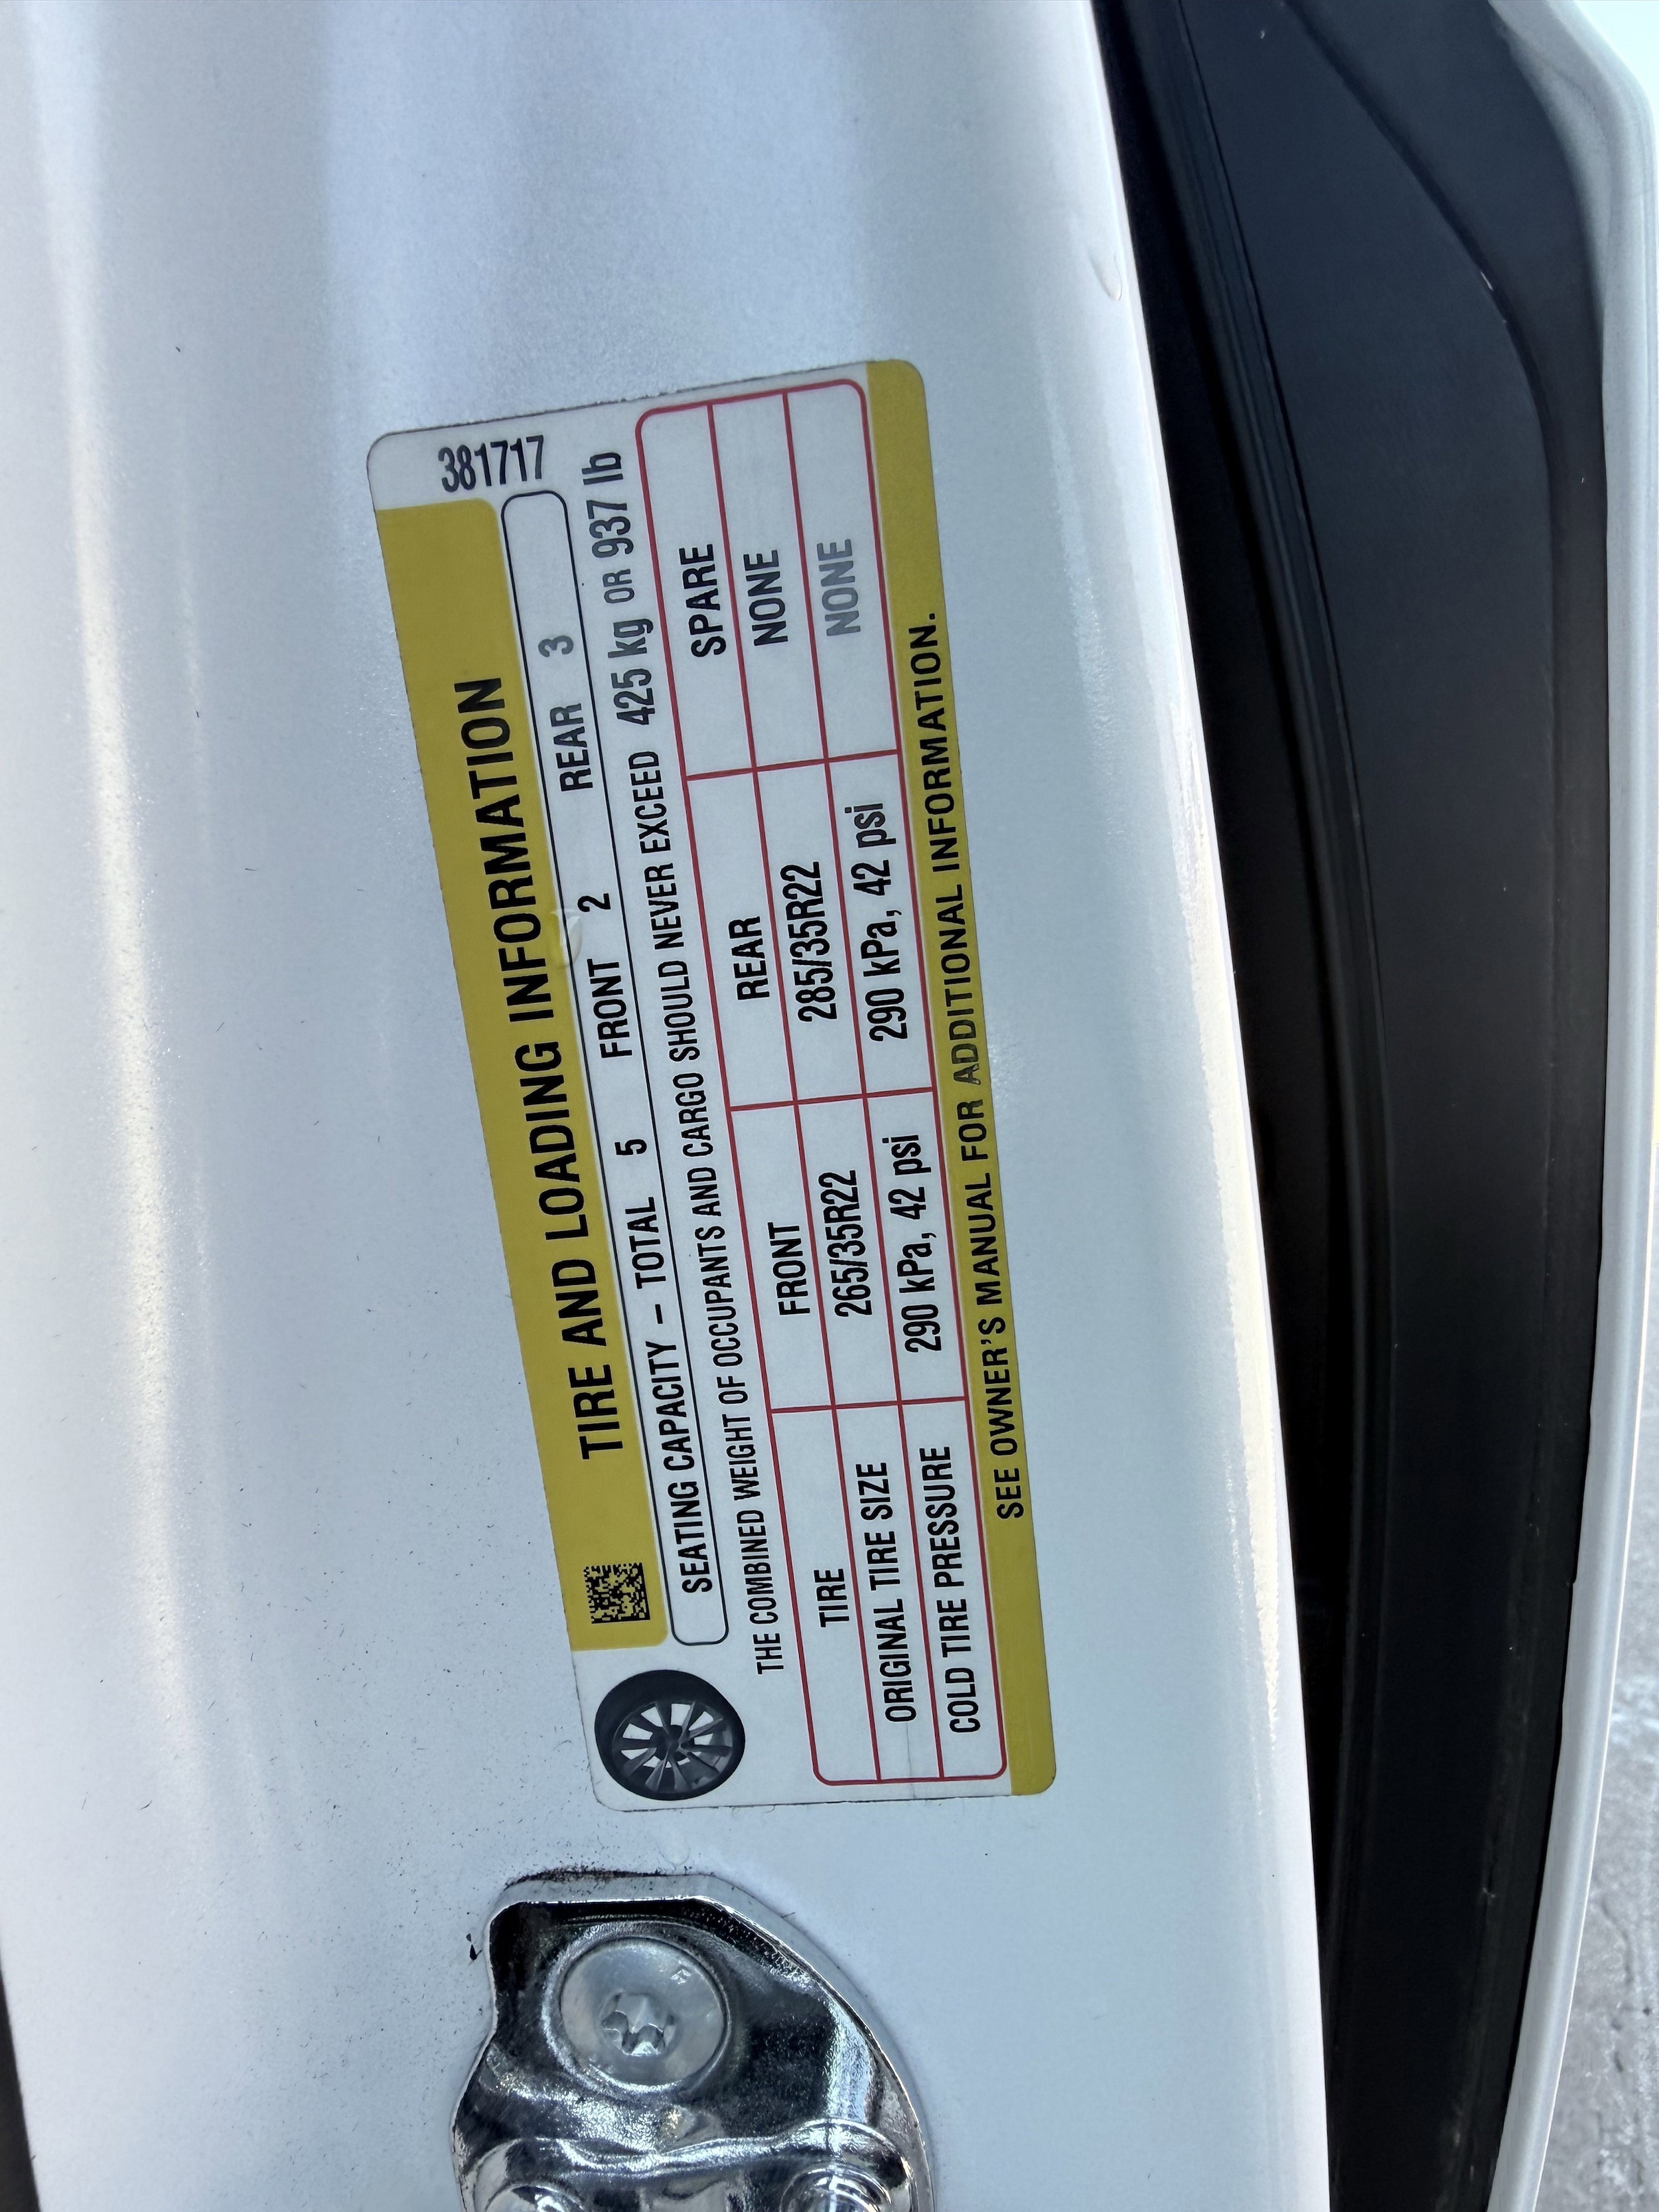 381717
TIRE AND LOADING INFORMATION
SEATING CAPACITY – TOTAL 5 FRONT 2 REAR 3
THE COMBINED WEIGHT OF OCCUPANTS AND CARGO SHOULD NEVER EXCEED 425 kg OR 937 lb
TIRE FRONT REAR SPARE
ORIGINAL TIRE SIZE 265/35R22 285/35R22 NONE
COLD TIRE PRESSURE 290 kPa, 42 psi 290 kPa, 42 psi NONE
SEE OWNER'S MANUAL FOR ADDITIONAL INFORMATION.